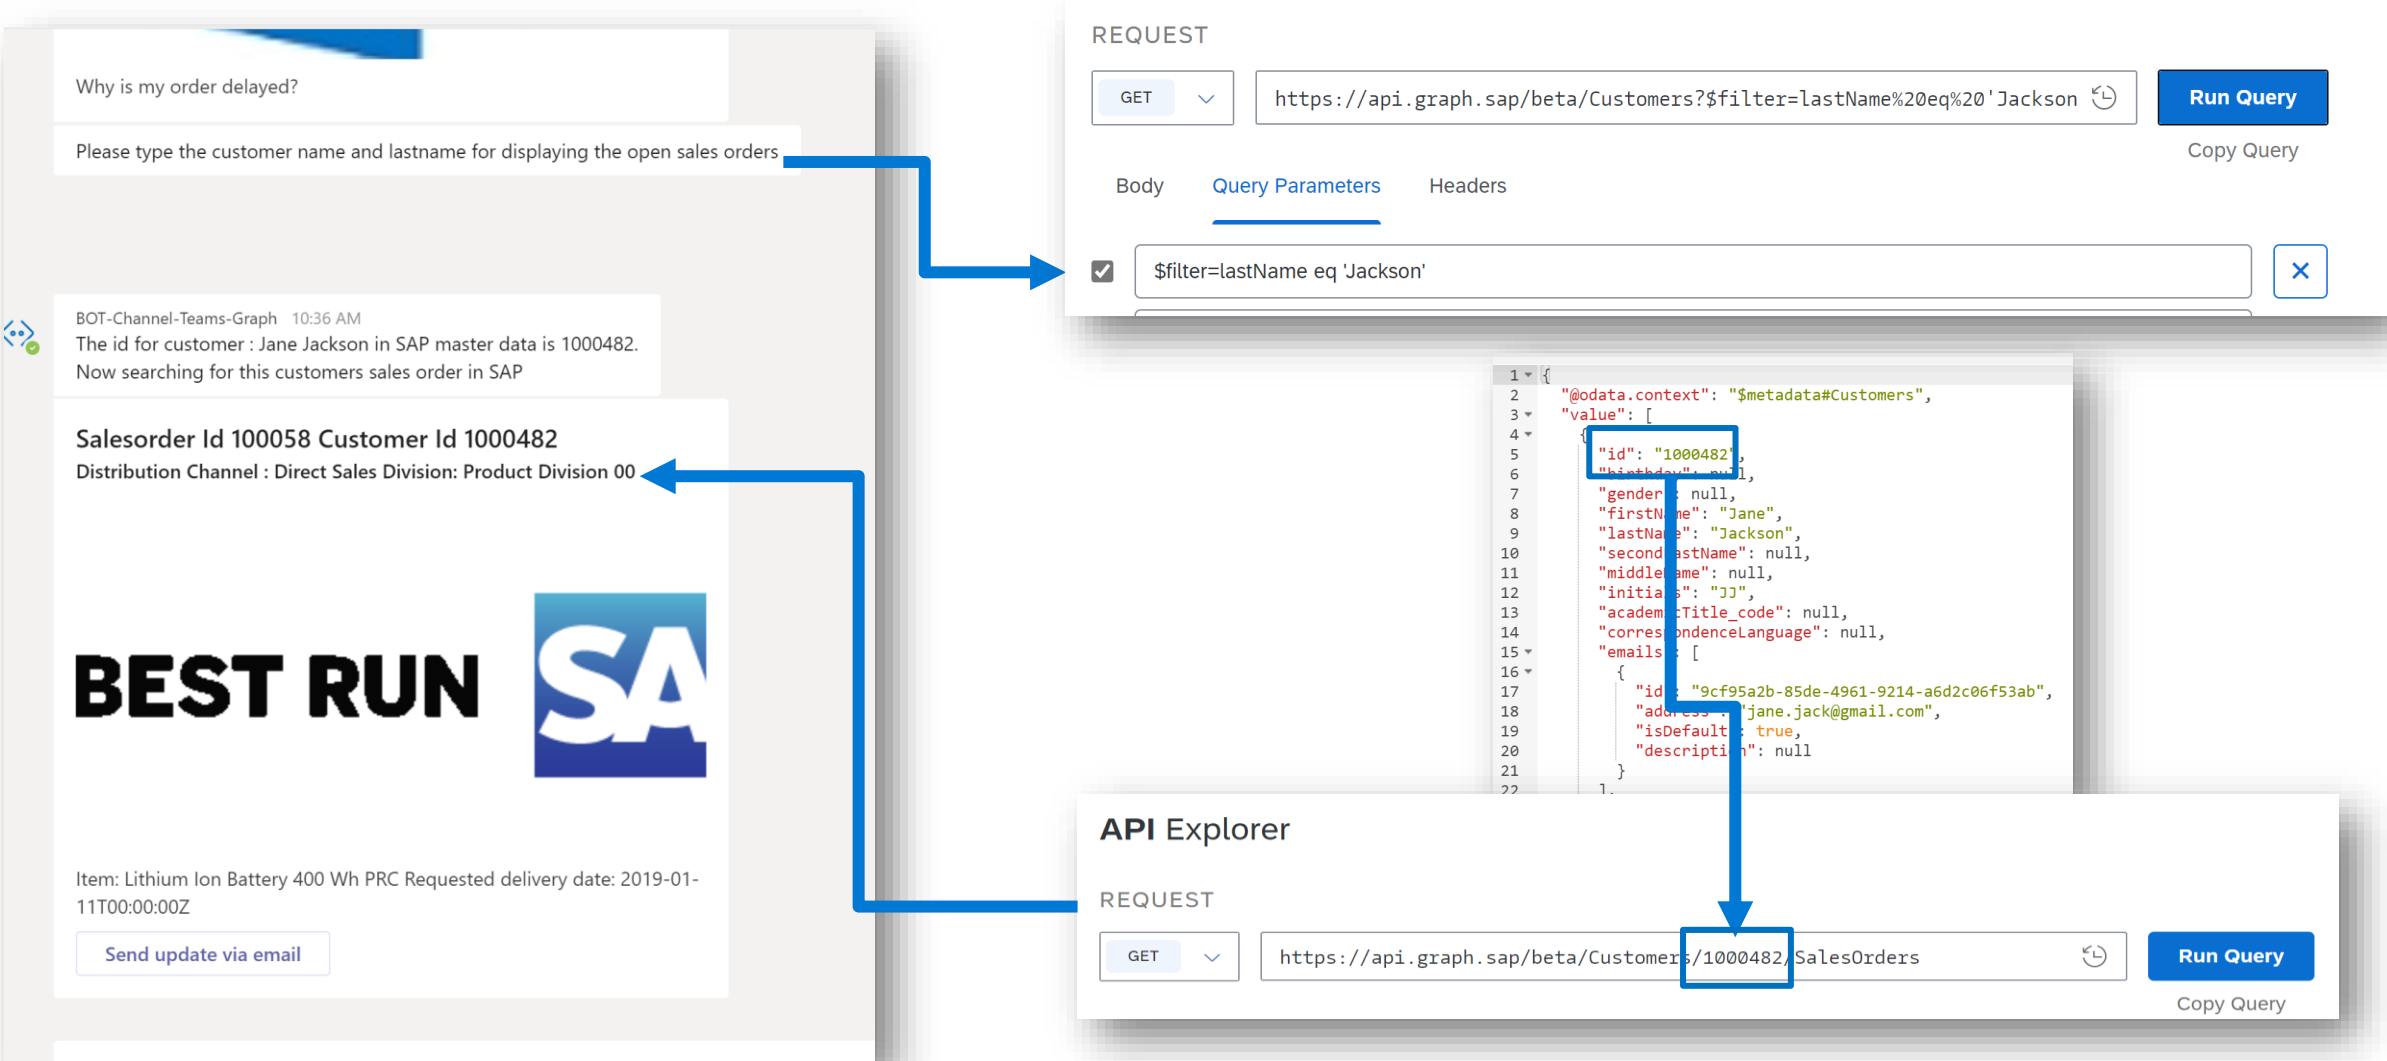 Why is my order delayed?
Please type the customer name and lastname for displaying the open sales orders
BOT-Channel-Teams-Graph 10:36 AM
The id for customer : Jane Jackson in SAP master data is 1000482.
Now searching for this customers sales order in SAP
Salesorder Id 100058 Customer Id 1000482
Distribution Channel : Direct Sales Division: Product Division 00
BEST RUN SA
Item: Lithium Ion Battery 400 Wh PRC Requested delivery date: 2019-01-
11T00:00:00Z
Send update via email
REQUEST
GET https://api.graph.sap/beta/Customers?$filter=lastName%20eq%20'Jackson Run Query
Copy Query
Body Query Parameters Headers
$filter=lastName eq 'Jackson'
1 {
2 "@odata.context": "$metadata#Customers",
3 "value": [
4 {
5 "id": "1000482",
6 "birthday": null,
7 "gender": null,
8 "firstName": "Jane",
9 "lastName": "Jackson",
10 "secondLastName": null,
11 "middleName": null,
12 "initials": "JJ",
13 "academicTitle_code": null,
14 "correspondenceLanguage": null,
15 "emails": [
16 {
17 "id": "9cf95a2b-85de-4961-9214-a6d2c06f53ab",
18 "address": "jane.jack@gmail.com",
19 "isDefault": true,
20 "description": null
21 }
22 ],
API Explorer
REQUEST
GET https://api.graph.sap/beta/Customers/1000482/SalesOrders Run Query
Copy Query